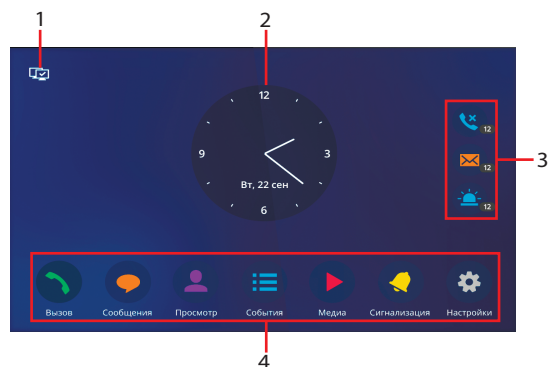 1
2
12
9
3
Вт, 22 сен
6
12
12
12
3
Вызов
Сообщения
Просмотр
События
Медиа
Сигнализация
Настройки
4